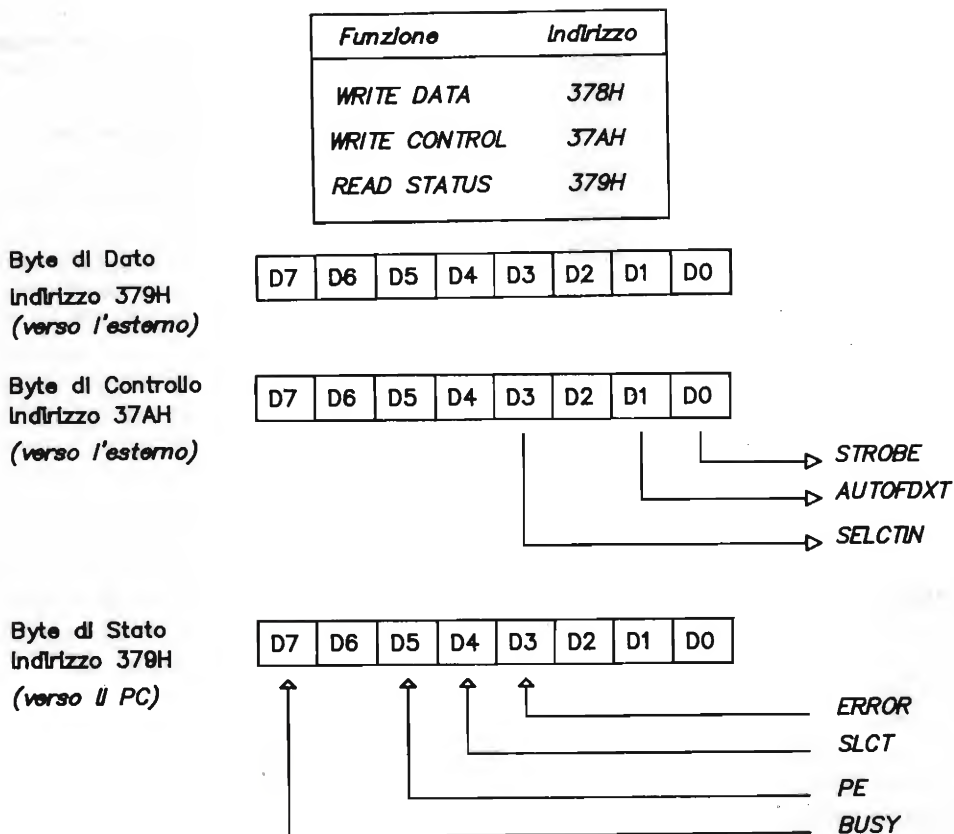 Funzione Indirizzo
WRITE DATA 378H
WRITE CONTROL 37AH
READ STATUS 379H
Byte di Dato
Indirizzo 379H
(verso l'esterno)
D7 D6 D5 D4 D3 D2 D1 D0
Byte di Controllo
Indirizzo 37AH
(verso l'esterno)
D7 D6 D5 D4 D3 D2 D1 D0
STROBE
AUTOFDXT
SELCTIN
Byte di Stato
Indirizzo 379H
(verso il PC)
D7 D6 D5 D4 D3 D2 D1 D0
ERROR
SLCT
PE
BUSY